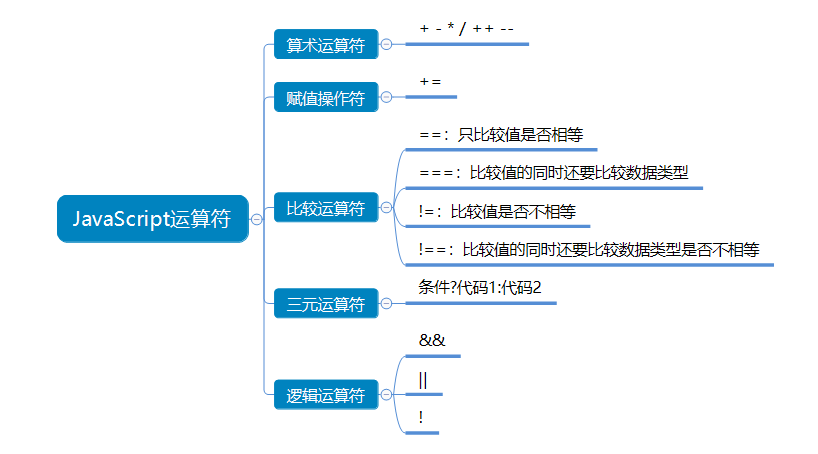 JavaScript运算符
算术运算符
+ - * / ++ --
赋值操作符
+=
比较运算符
==：只比较值是否相等
===：比较值的同时还要比较数据类型
!=：比较值是否不相等
!==：比较值的同时还要比较数据类型是否不相等
三元运算符
条件?代码1:代码2
逻辑运算符
&&
||
!